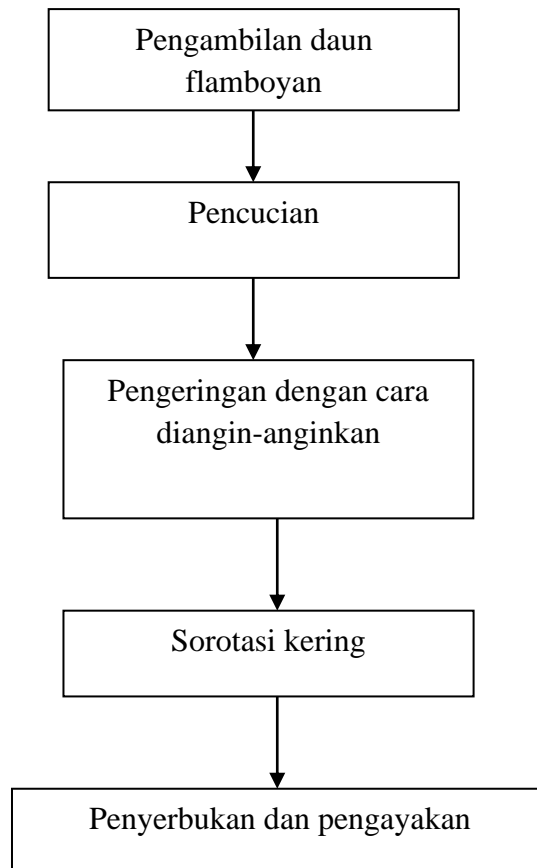 Pengambilan daun
flamboyan
Pencucian
Pengeringan dengan cara
diangin-anginkan
Sorotasi kering
Penyerbukan dan pengayakan